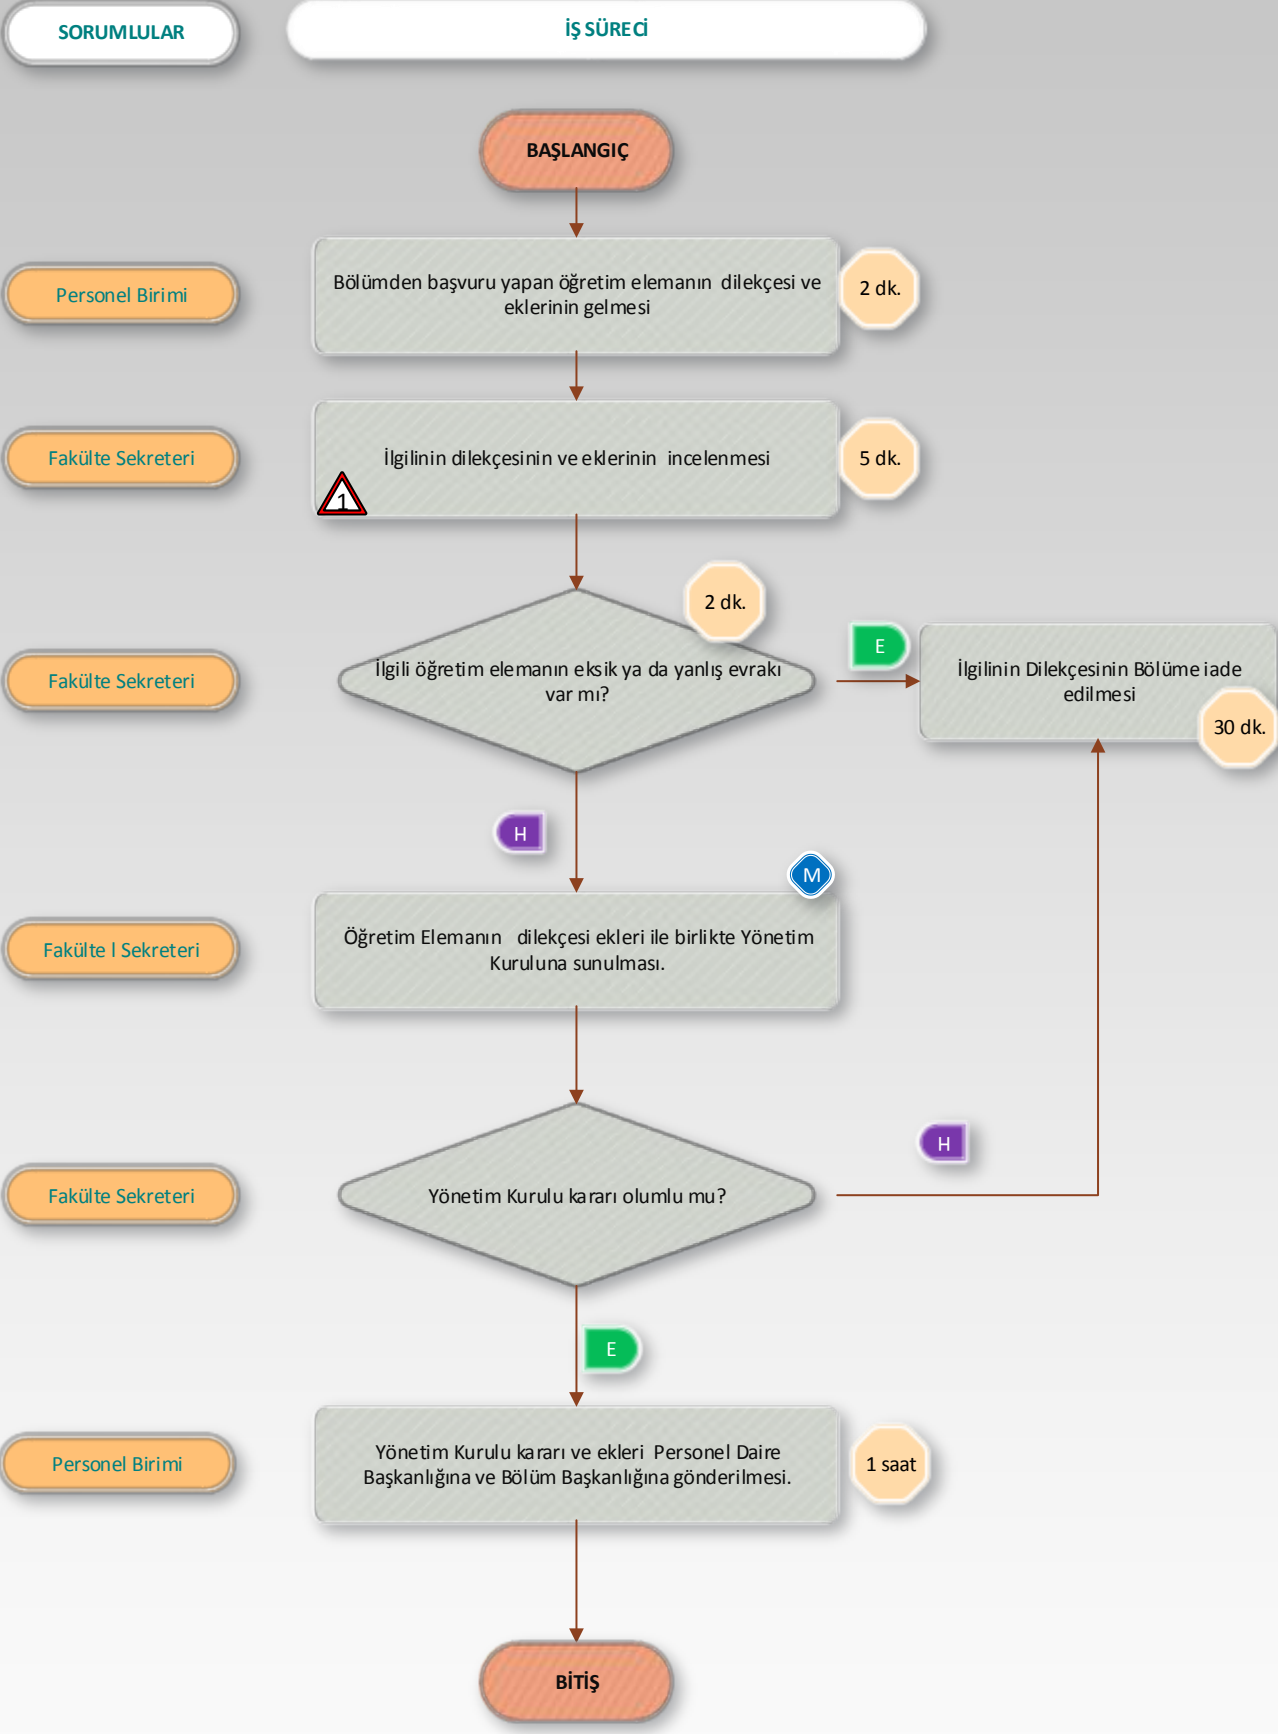 SORUMLULAR
İŞ SÜRECİ
BAŞLANGIÇ
Personel Birimi
Bölümden başvuru yapan öğretim elemanın dilekçesi ve
eklerinin gelmesi
2 dk.
Fakülte Sekreteri
İlgilinin dilekçesinin ve eklerinin incelenmesi
1
5 dk.
2 dk.
Fakülte Sekreteri
İlgili öğretim elemanın eksik ya da yanlış evrakı
var mı?
E
İlgilinin Dilekçesinin Bölüme iade
edilmesi
30 dk.
H
M
Fakülte l Sekreteri
Öğretim Elemanın dilekçesi ekleri ile birlikte Yönetim
Kuruluna sunulması.
Fakülte Sekreteri
Yönetim Kurulu kararı olumlu mu?
H
E
Personel Birimi
Yönetim Kurulu kararı ve ekleri Personel Daire
Başkanlığına ve Bölüm Başkanlığına gönderilmesi.
1 saat
BİTİŞ